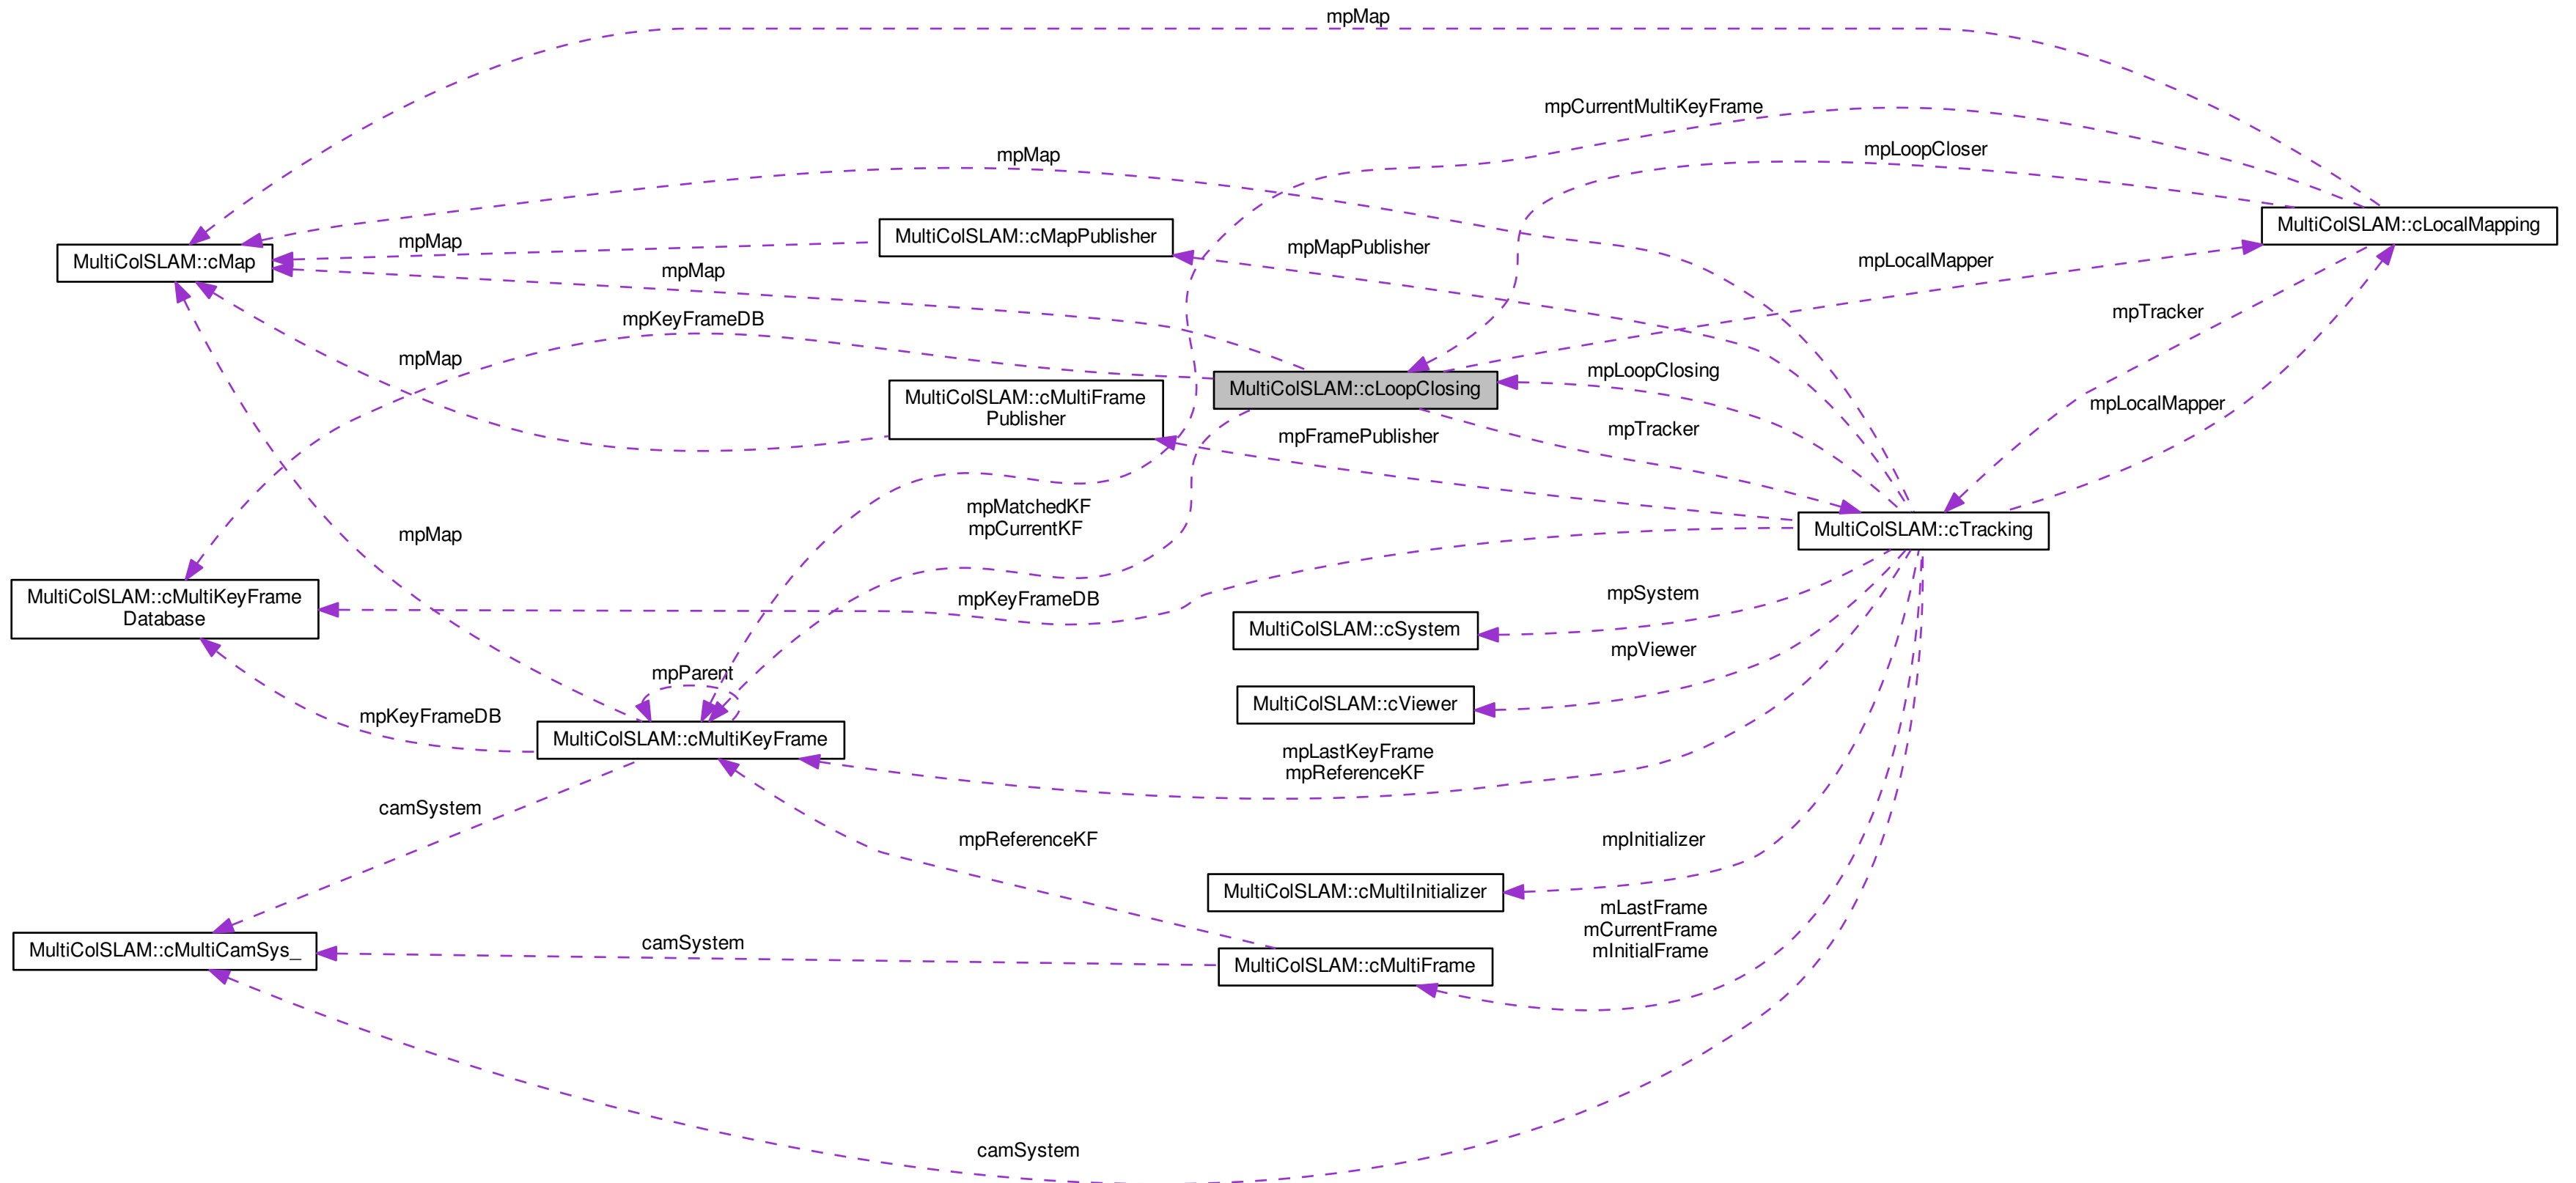 mpMap
mpCurrentMultiKeyFrame
mpLoopCloser
mpMap
MultiColSLAM::cLocalMapping
MultiColSLAM::cMapPublisher
mpMap
mpMapPublisher
MultiColSLAM::cMap
mpLocalMapper
mpMap
mpTracker
mpKeyFrameDB
mpMap
mpLoopClosing
MultiColSLAM::cLoopClosing
MultiColSLAM::cMultiFrame
Publisher
mpLocalMapper
mpFramePublisher
mpTracker
mpMatchedKF
mpCurrentKF
mpMap
MultiColSLAM::cTracking
MultiColSLAM::cMultiKeyFrame
Database
mpKeyFrameDB
mpSystem
MultiColSLAM::cSystem
mpViewer
mpParent
MultiColSLAM::cViewer
mpKeyFrameDB
MultiColSLAM::cMultiKeyFrame
mpLastKeyFrame
mpReferenceKF
camSystem
mpReferenceKF
mpInitializer
MultiColSLAM::cMultiInitializer
mLastFrame
mCurrentFrame
mInitialFrame
camSystem
MultiColSLAM::cMultiCamSys_
MultiColSLAM::cMultiFrame
camSystem